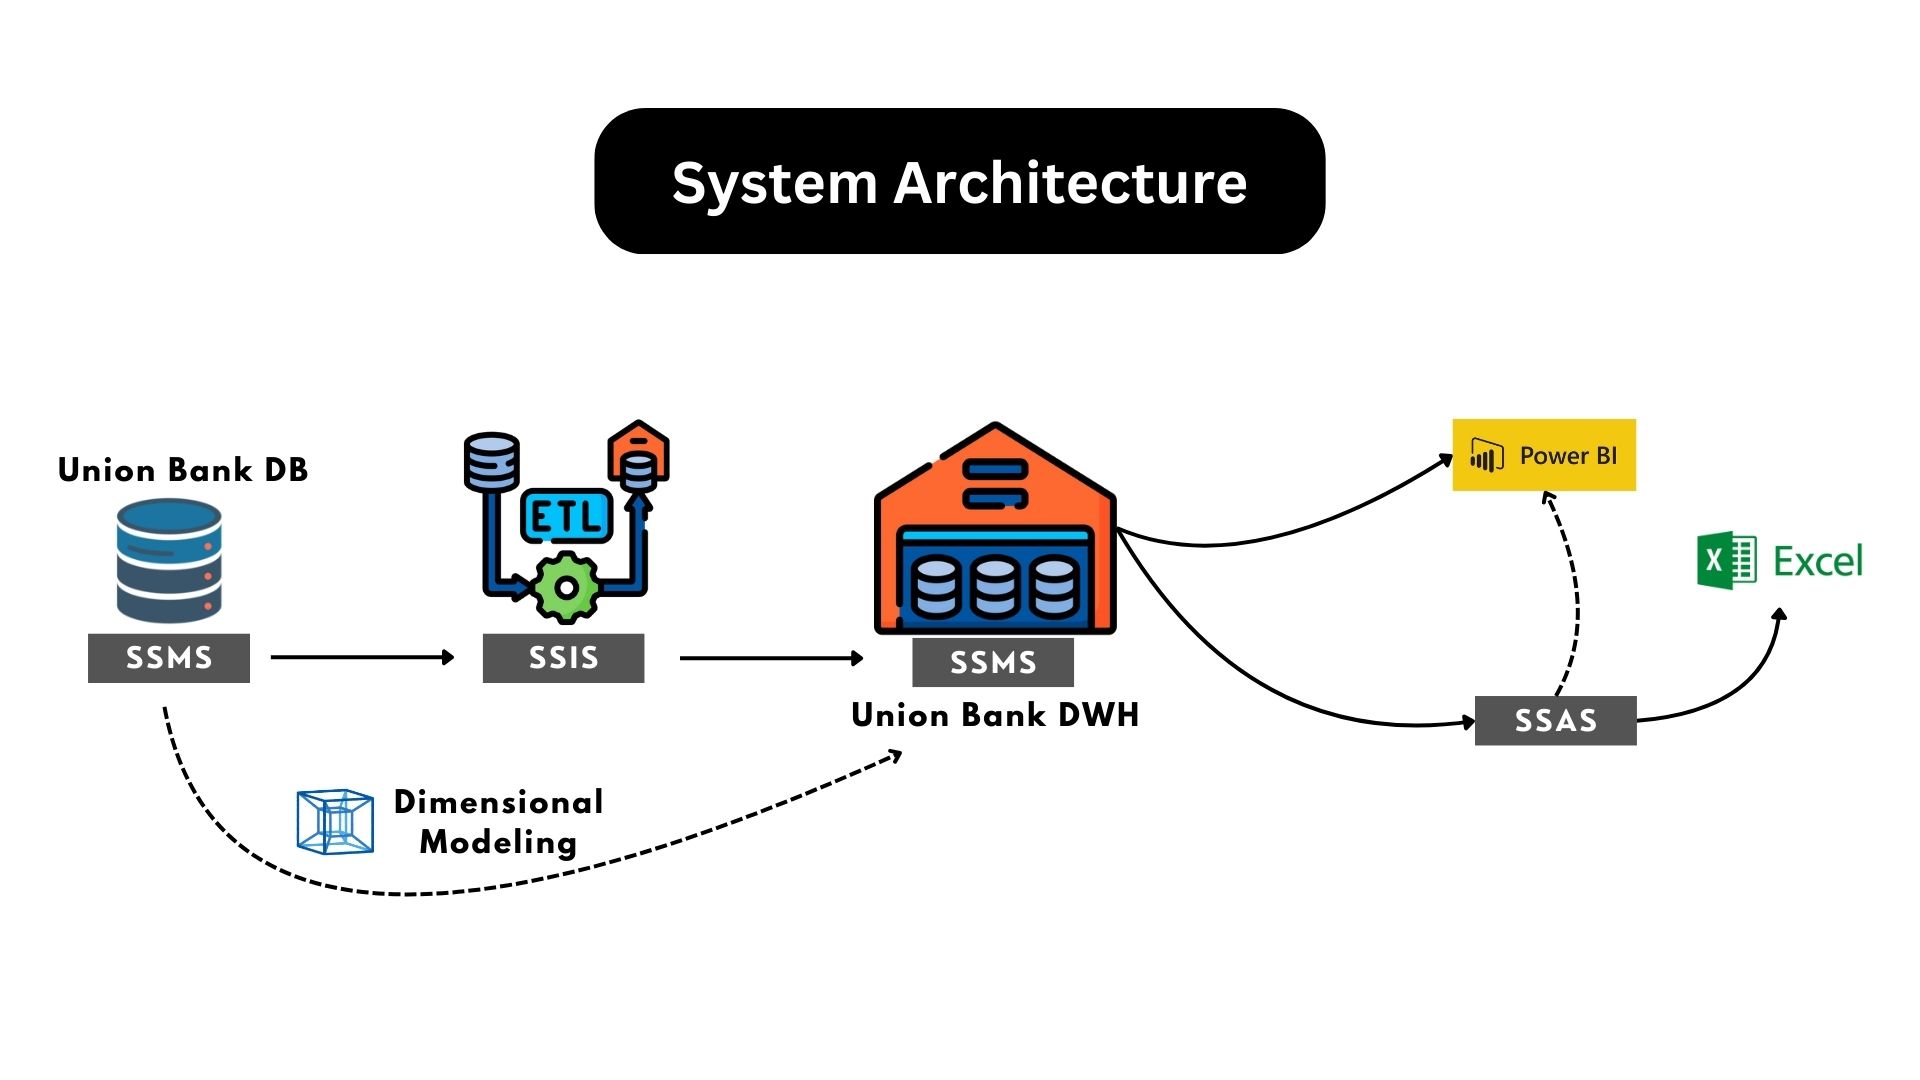 System Architecture
Union Bank DB
SSMS
ETL
SSIS
SSMS
Union Bank DWH
Dimensional
Modeling
Power BI
X Excel
SSAS